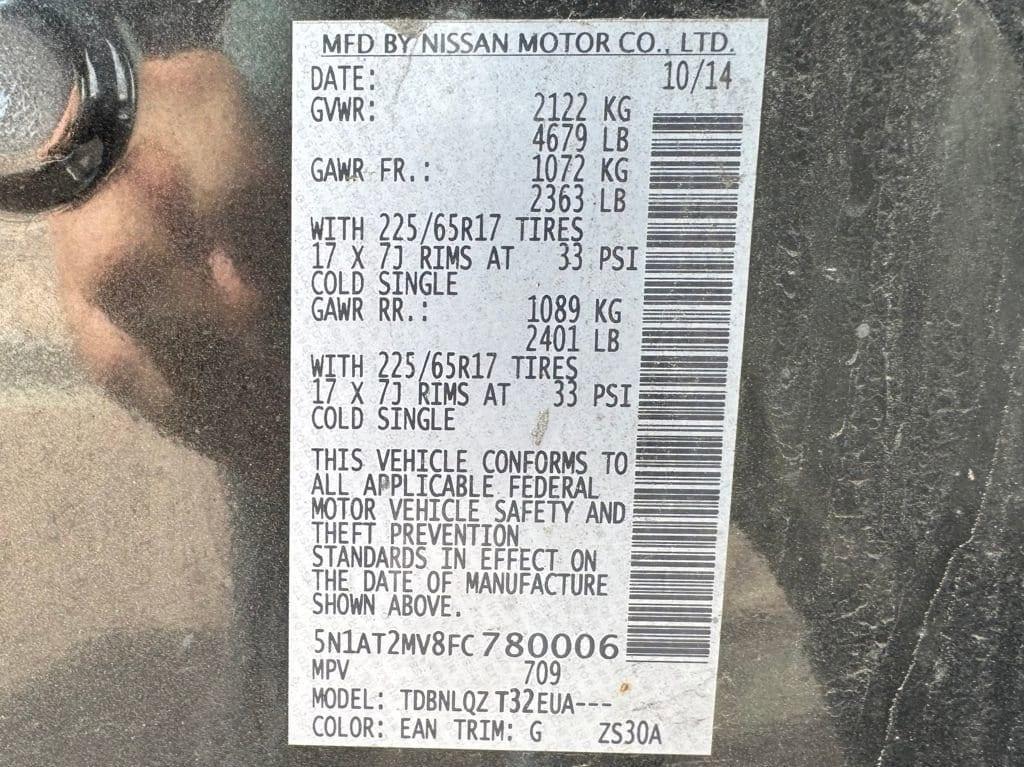 MFD BY NISSAN MOTOR CO., LTD.
DATE: 10/14
GVWR: 2122 KG
4679 LB
GAWR FR.: 1072 KG
2363 LB
WITH 225/65R17 TIRES
17 X 7J RIMS AT 33 PSI
COLD SINGLE
GAWR RR.: 1089 KG
2401 LB
WITH 225/65R17 TIRES
17 X 7J RIMS AT 33 PSI
COLD SINGLE
THIS VEHICLE CONFORMS TO
ALL APPLICABLE FEDERAL
MOTOR VEHICLE SAFETY AND
THEFT PREVENTION
STANDARDS IN EFFECT ON
THE DATE OF MANUFACTURE
SHOWN ABOVE.
5N1AT2MV8FC780006
MPV 709
MODEL: TDBNLQZ T32EUA---
COLOR: EAN TRIM: G ZS30A